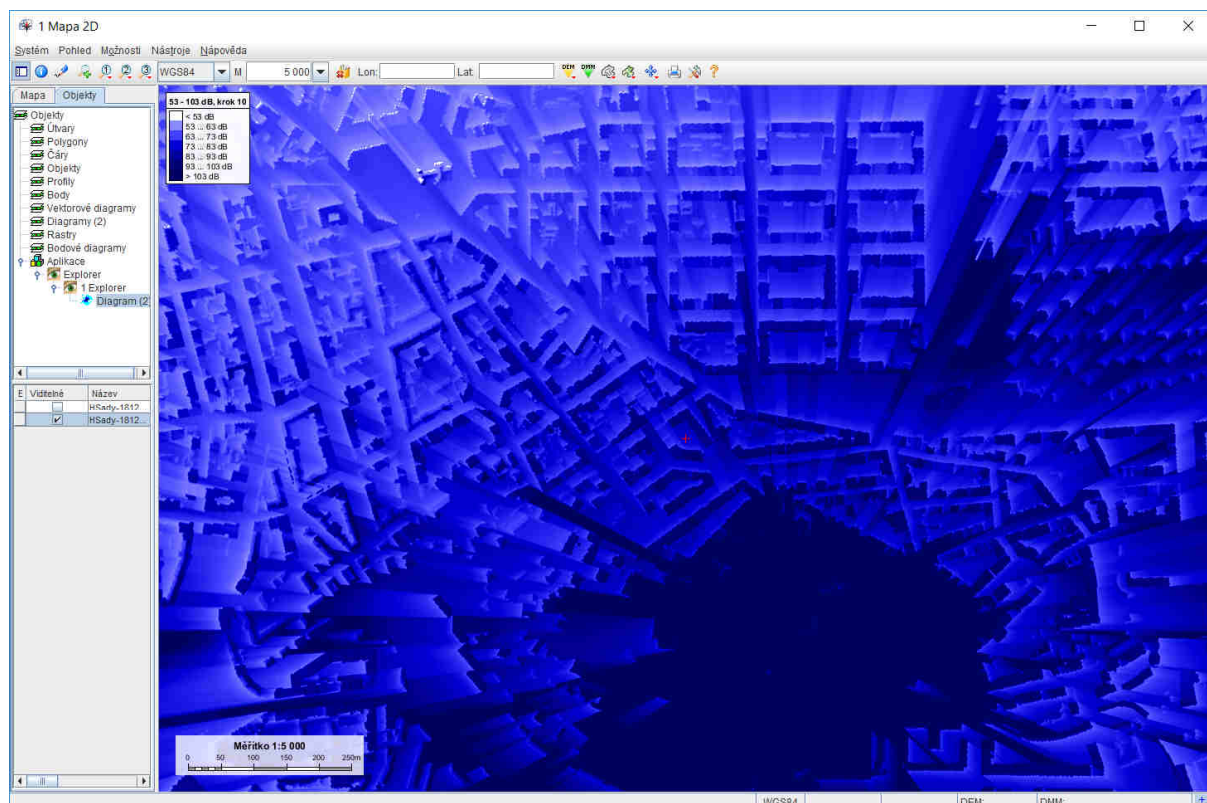 1 Mapa 2D
Systém Pohled Možnosti Nástroje Nápověda
WGS84 M 5 000 Lon: Lat: DEM DMM
Mapa Objekty
Objekty
Útvary
Polygony
Čáry
Objekty
Profily
Body
Vektorové diagramy
Diagramy (2)
Rastry
Bodové diagramy
Aplikace
Explorer
1 Explorer
Diagram (2)
E Viditelné Název
HSady-1812
HSady-1812...
53 - 103 dB, krok 10
< 53 dB
53 ... 63 dB
63 ... 73 dB
73 ... 83 dB
83 ... 93 dB
93 ... 103 dB
> 103 dB
Měřítko 1:5 000
0 50 100 150 200 250m
WGS84 DEM: DMM: